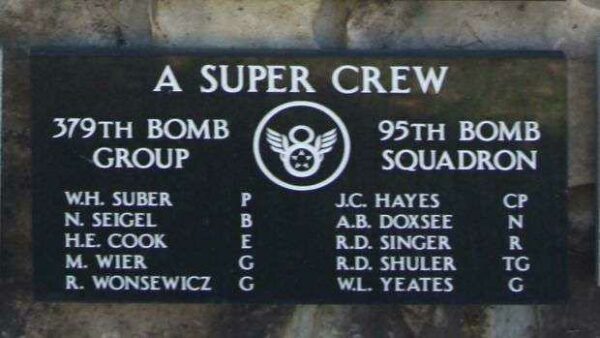 A SUPER CREW
379TH BOMB GROUP
95TH BOMB SQUADRON
W.H. SUBER P
N. SEIGEL B
H.E. COOK E
M. WIER G
R. WONSEWICZ G
J.C. HAYES CP
A.B. DOXSEE N
R.D. SINGER R
R.D. SHULER TG
W.L. YEATES G